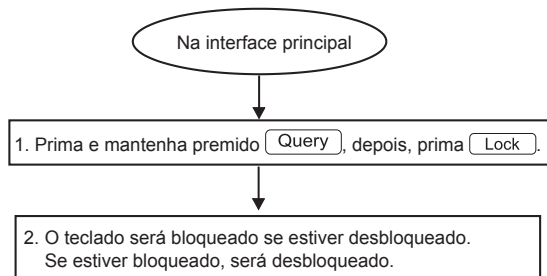 Na interface principal
1. Prima e mantenha premido Query, depois, prima Lock.
2. O teclado será bloqueado se estiver desbloqueado.
Se estiver bloqueado, será desbloqueado.